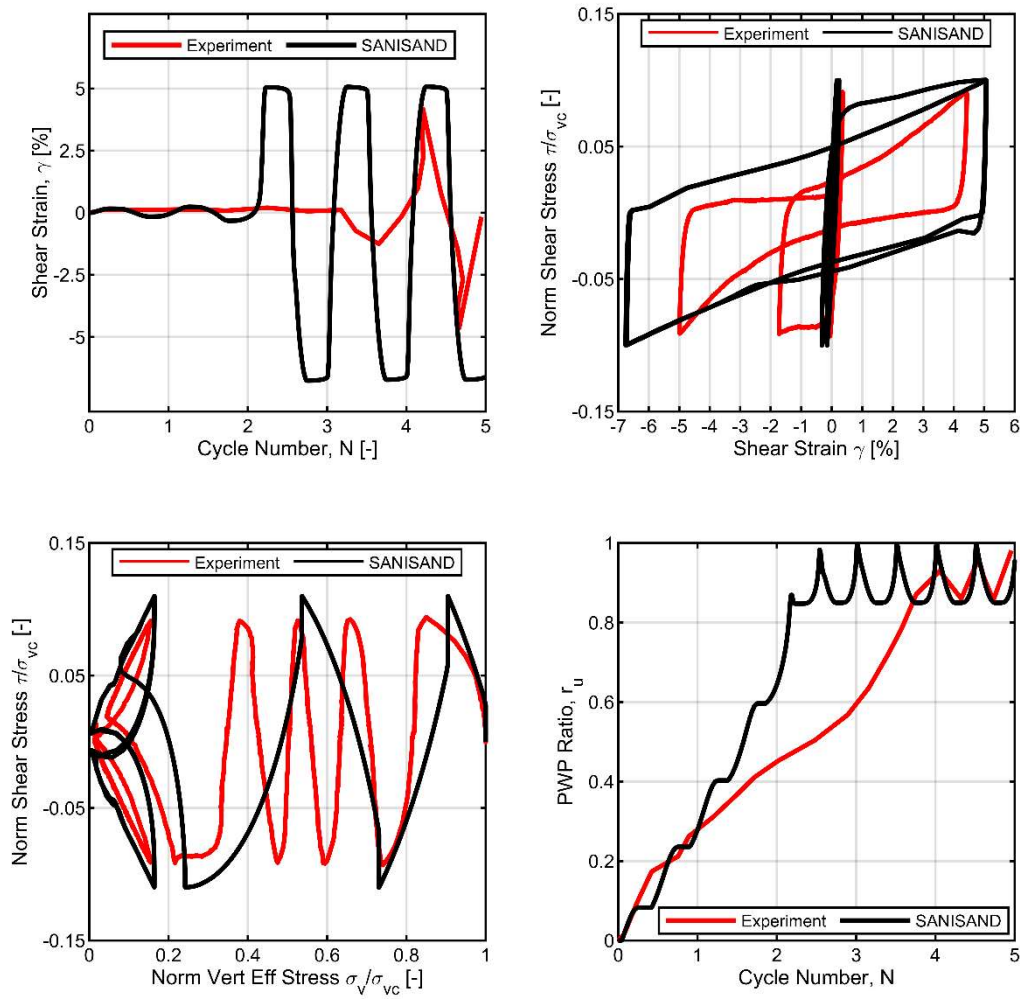 Experiment SANISAND
5
2.5
0
-2.5
-5
Shear Strain, γ [%]
0 1 2 3 4 5
Cycle Number, N [-]
0.15
Experiment SANISAND
0.05
-0.05
-0.15
Norm Shear Stress τ/σvc [-]
-7 -6 -5 -4 -3 -2 -1 0 1 2 3 4 5 6
Shear Strain γ [%]
0.15
Experiment SANISAND
0.05
-0.05
-0.15
Norm Shear Stress τ/σvc [-]
0 0.2 0.4 0.6 0.8 1
Norm Vert Eff Stress σv/σvc [-]
1
0.8
0.6
0.4
0.2
0
PWP Ratio, ru
Experiment SANISAND
0 1 2 3 4 5
Cycle Number, N